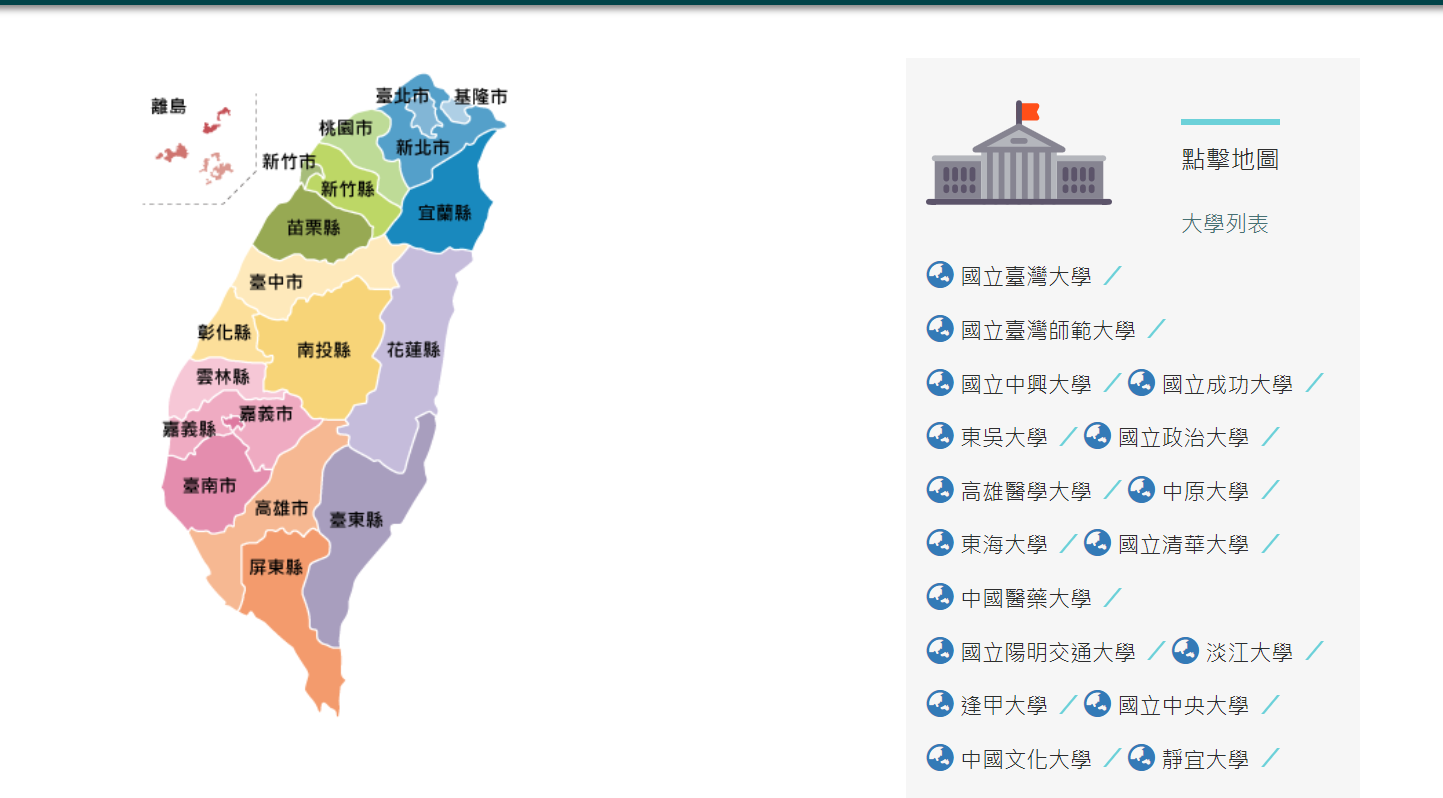 離島
臺北市
基隆市
桃園市
新北市
新竹市
新竹縣
宜蘭縣
苗栗縣
臺中市
彰化縣
南投縣
花蓮縣
雲林縣
嘉義市
嘉義縣
臺南市
高雄市
臺東縣
屏東縣
點擊地圖
大學列表
國立臺灣大學 ∕
國立臺灣師範大學 ∕
國立中興大學 ∕ 國立成功大學 ∕
東吳大學 ∕ 國立政治大學 ∕
高雄醫學大學 ∕ 中原大學 ∕
東海大學 ∕ 國立清華大學 ∕
中國醫藥大學 ∕
國立陽明交通大學 ∕ 淡江大學 ∕
逢甲大學 ∕ 國立中央大學 ∕
中國文化大學 ∕ 靜宜大學 ∕